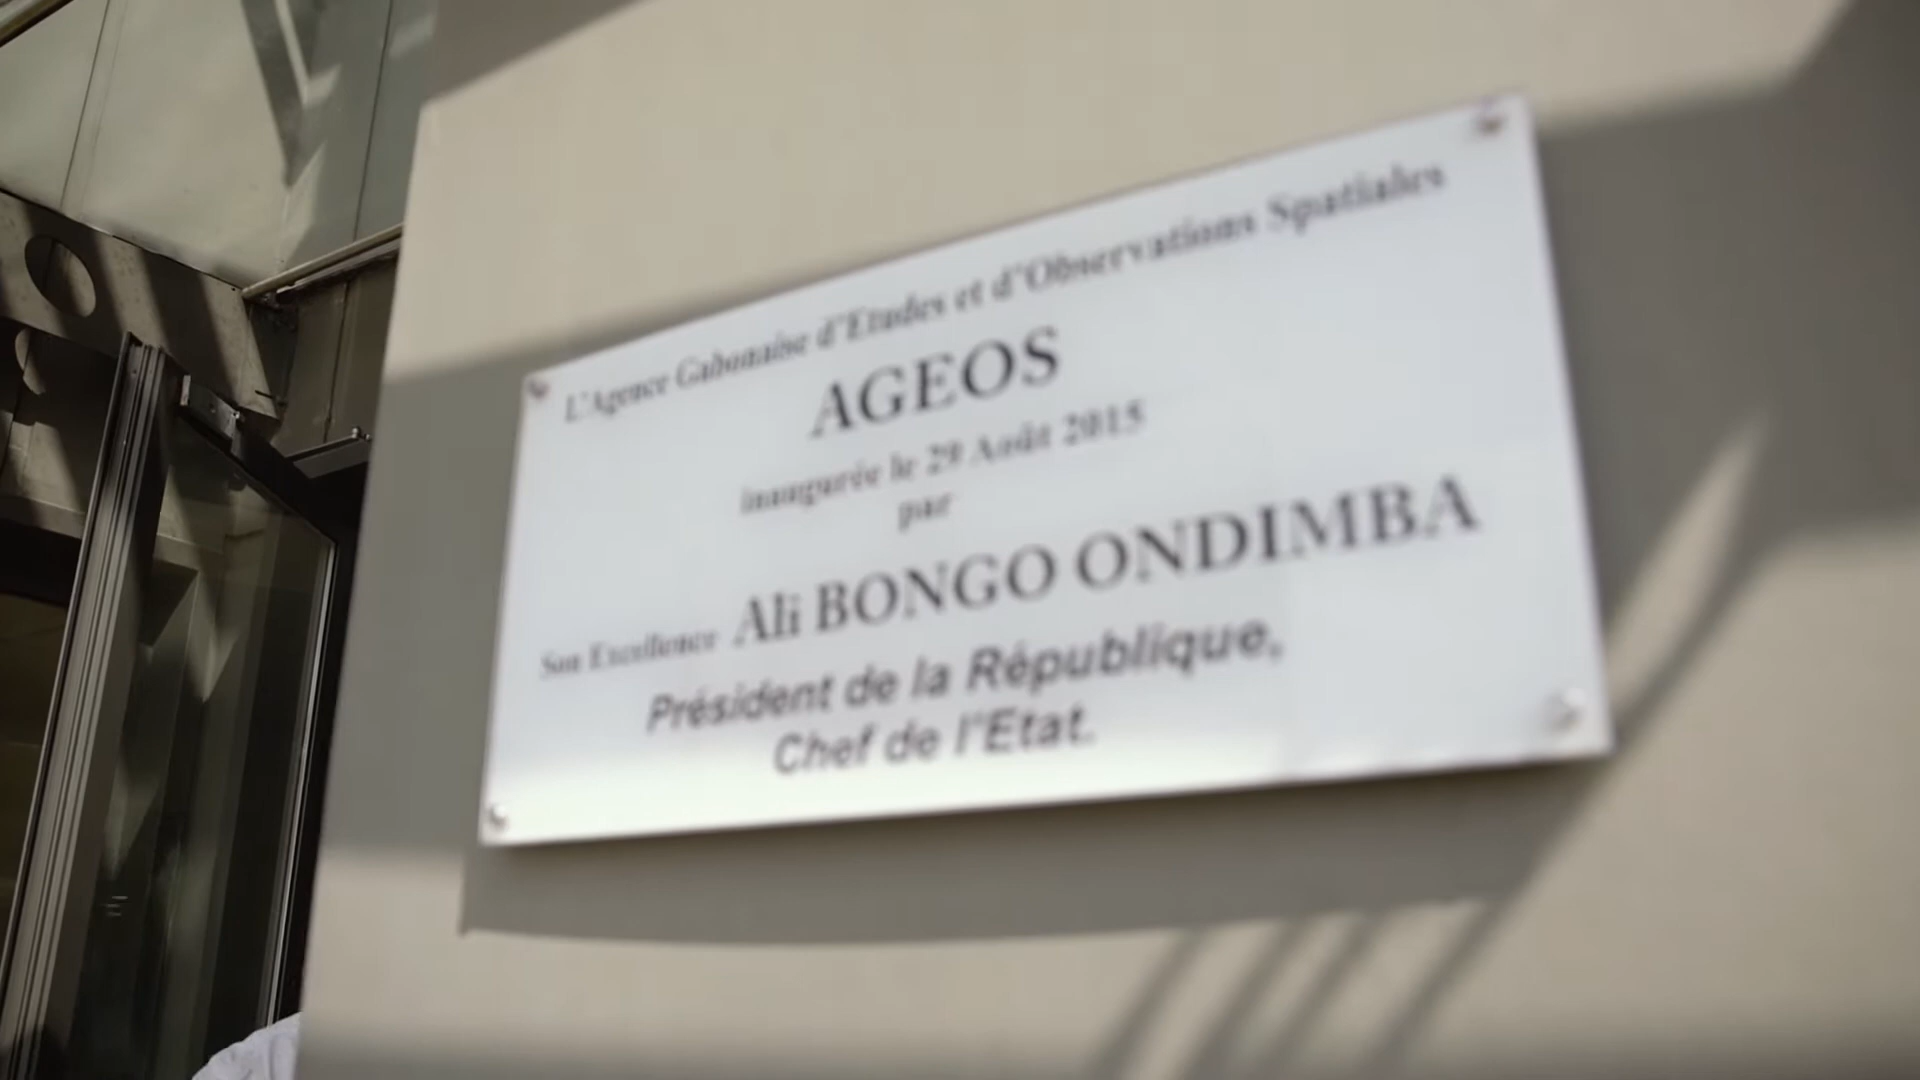 L'Agence Gabonaise d'Etudes et d'Observations Spatiales
AGEOS
inaugurée le 29 Août 2015
par
Son Excellence Ali BONGO ONDIMBA
Président de la République,
Chef de l'Etat.